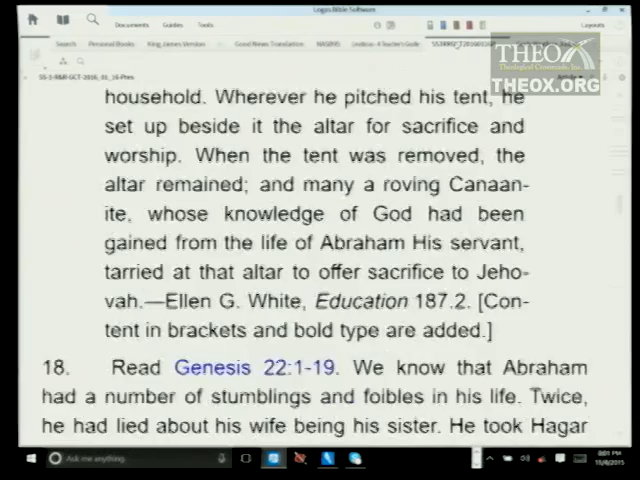 Logos Bible Software
Documents Guides Tools Layouts
Search Personal Books King James Version Good News Translation
THEOX
Theological Crossroads, Inc.
THEOX.ORG
household. Wherever he pitched his tent, he
set up beside it the altar for sacrifice and
worship. When the tent was removed, the
altar remained; and many a roving Canaan-
ite, whose knowledge of God had been
gained from the life of Abraham His servant,
tarried at that altar to offer sacrifice to Jeho-
vah.—Ellen G. White, Education 187.2. [Con-
tent in brackets and bold type are added.]
18. Read Genesis 22:1-19. We know that Abraham
had a number of stumblings and foibles in his life. Twice,
he had lied about his wife being his sister. He took Hagar
Ask me anything